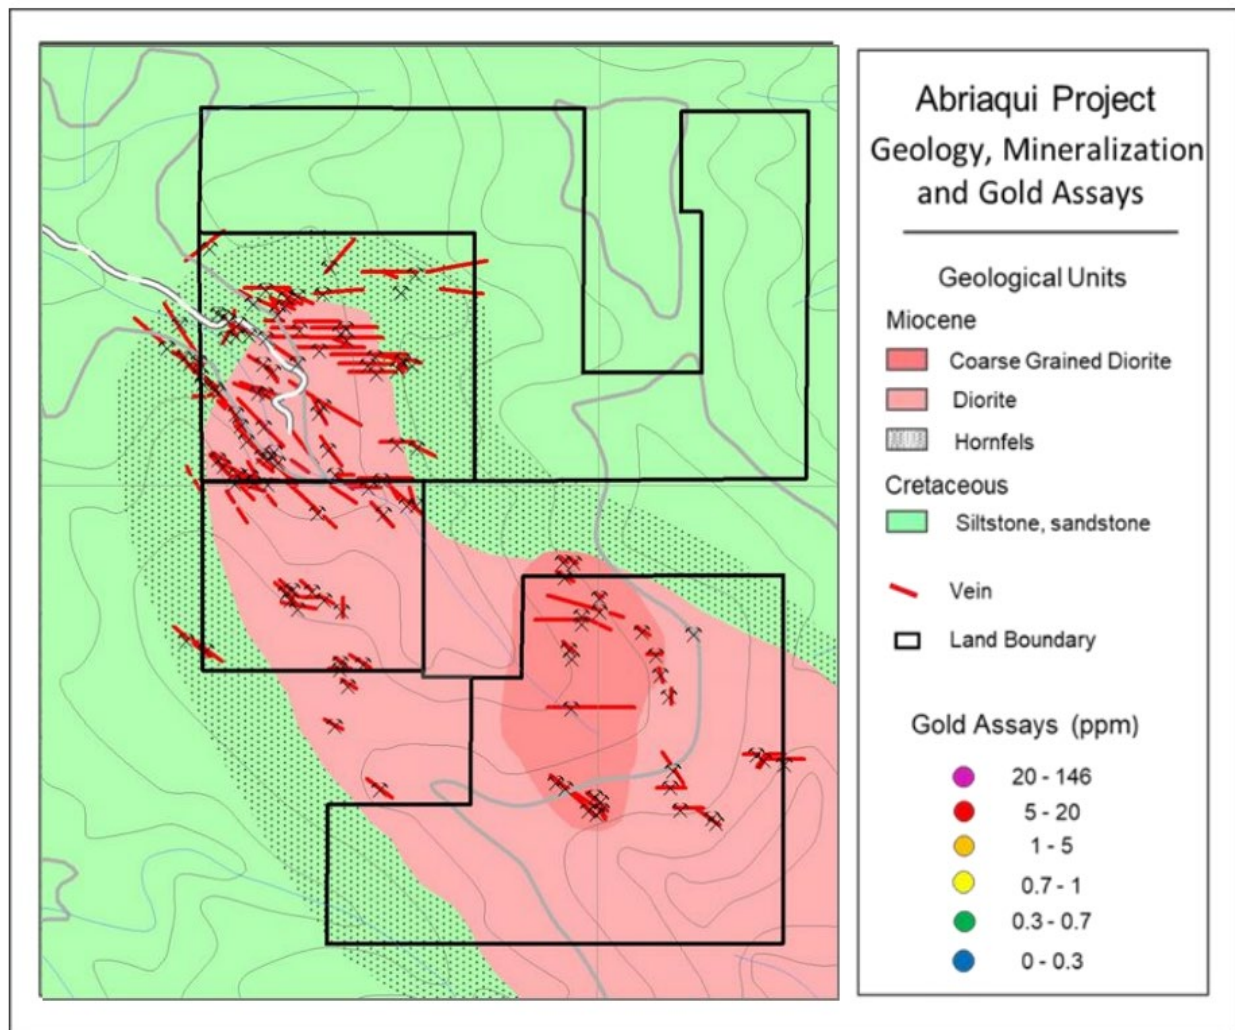 Abriaqui Project
Geology, Mineralization
and Gold Assays
Geological Units
Miocene
Coarse Grained Diorite
Diorite
Hornfels
Cretaceous
Siltstone, sandstone
Vein
Land Boundary
Gold Assays (ppm)
20 - 146
5 - 20
1 - 5
0.7 - 1
0.3 - 0.7
0 - 0.3